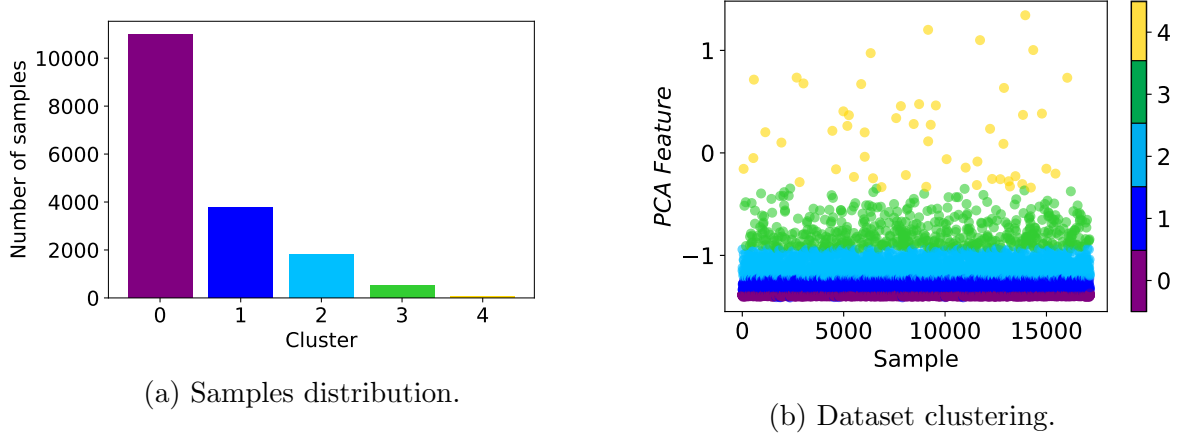 10000
8000
6000
4000
2000
0
Number of samples
0 1 2 3 4
Cluster
(a) Samples distribution.
1
0
−1
PCA Feature
0 5000 10000 15000
Sample
4
3
2
1
0
(b) Dataset clustering.